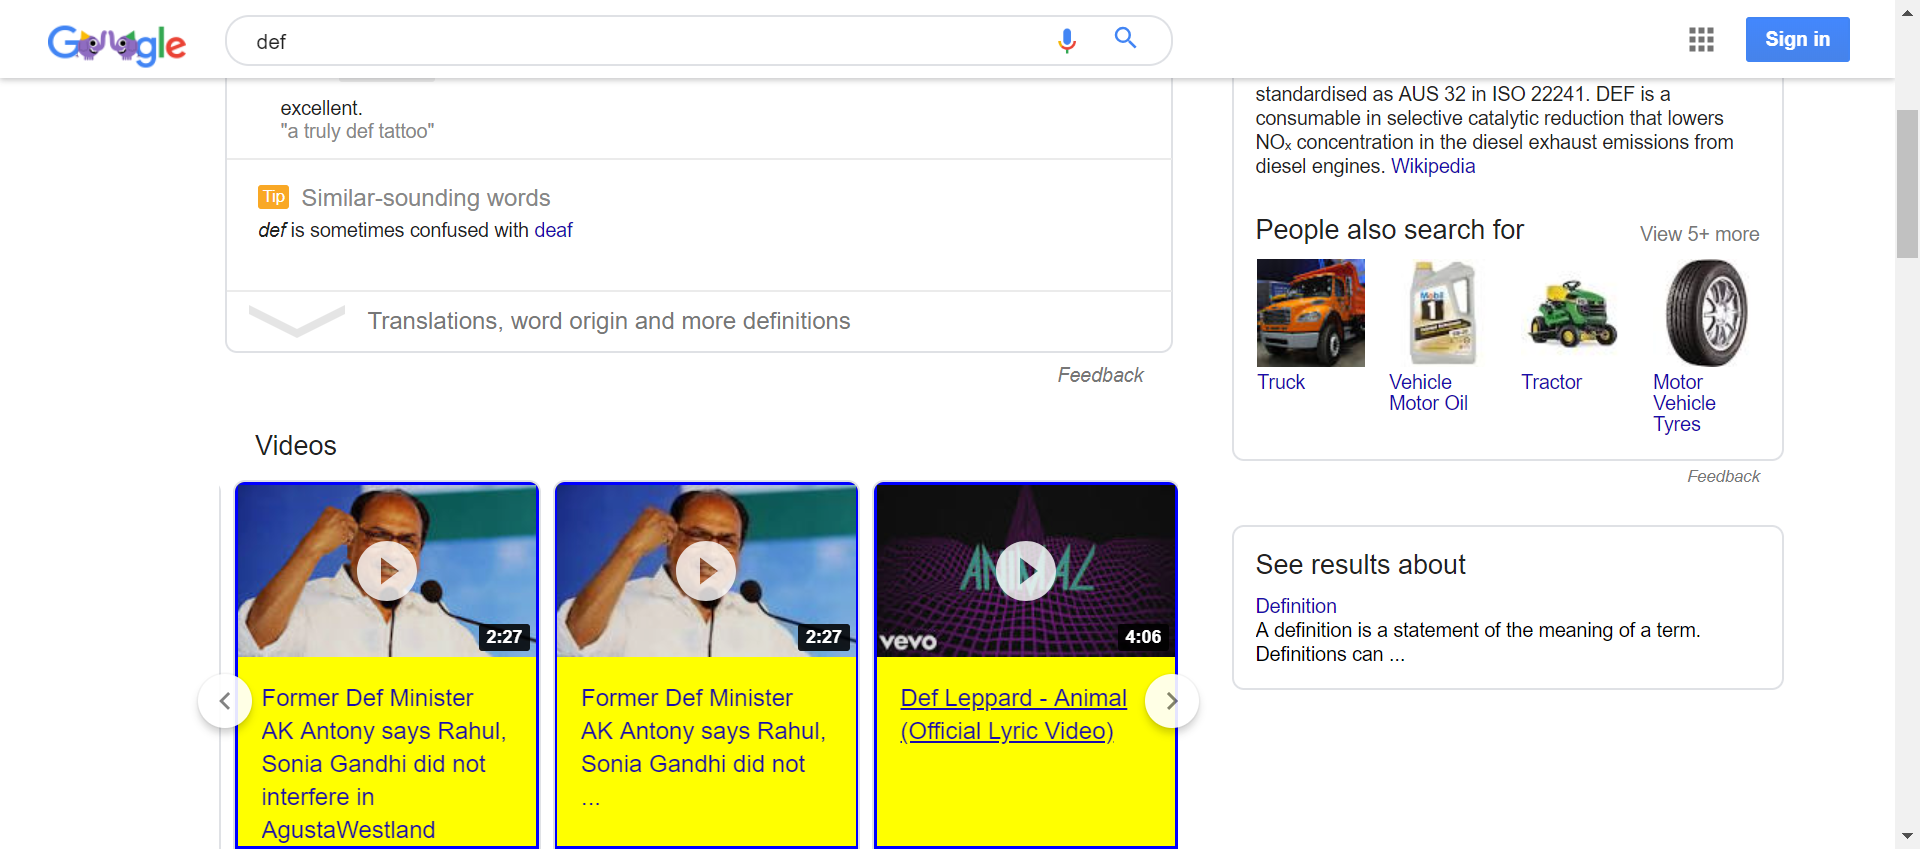 Google
def
Sign in
excellent.
"a truly def tattoo"
Tip Similar-sounding words
def is sometimes confused with deaf
Translations, word origin and more definitions
Feedback
Videos
2:27
Former Def Minister
AK Antony says Rahul,
Sonia Gandhi did not
interfere in
AgustaWestland
2:27
Former Def Minister
AK Antony says Rahul,
Sonia Gandhi did not
...
ANIMAL
vevo
4:06
Def Leppard - Animal
(Official Lyric Video)
standardised as AUS 32 in ISO 22241. DEF is a
consumable in selective catalytic reduction that lowers
NOₓ concentration in the diesel exhaust emissions from
diesel engines. Wikipedia
People also search for
View 5+ more
Mobil
1
Truck
Vehicle
Motor Oil
Tractor
Motor
Vehicle
Tyres
Feedback
See results about
Definition
A definition is a statement of the meaning of a term.
Definitions can ...